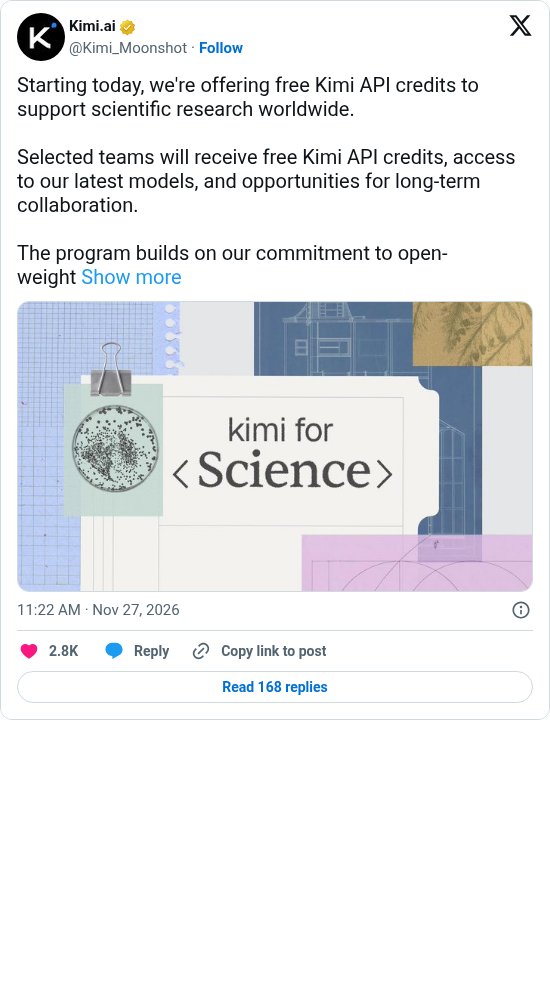 Kimi.ai
@Kimi_Moonshot · Follow
Starting today, we're offering free Kimi API credits to
support scientific research worldwide.
Selected teams will receive free Kimi API credits, access
to our latest models, and opportunities for long-term
collaboration.
The program builds on our commitment to open-
weight Show more
kimi for
<Science>
11:22 AM · Nov 27, 2026
2.8K Reply Copy link to post
Read 168 replies